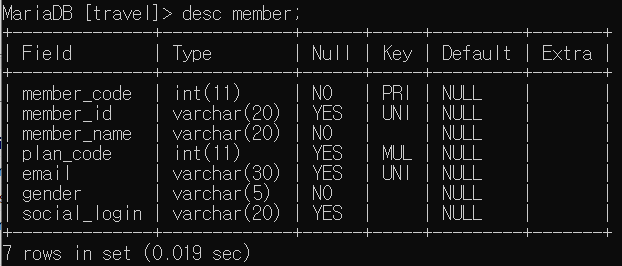 MariaDB [travel]> desc member;
+---------------+-------------+------+-----+---------+-------+
| Field         | Type        | Null | Key | Default | Extra |
+---------------+-------------+------+-----+---------+-------+
| member_code   | int(11)     | NO   | PRI | NULL    |       |
| member_id     | varchar(20) | YES  | UNI | NULL    |       |
| member_name   | varchar(20) | NO   |     | NULL    |       |
| plan_code     | int(11)     | YES  | MUL | NULL    |       |
| email         | varchar(30) | YES  | UNI | NULL    |       |
| gender        | varchar(5)  | NO   |     | NULL    |       |
| social_login  | varchar(20) | YES  |     | NULL    |       |
+---------------+-------------+------+-----+---------+-------+
7 rows in set (0.019 sec)